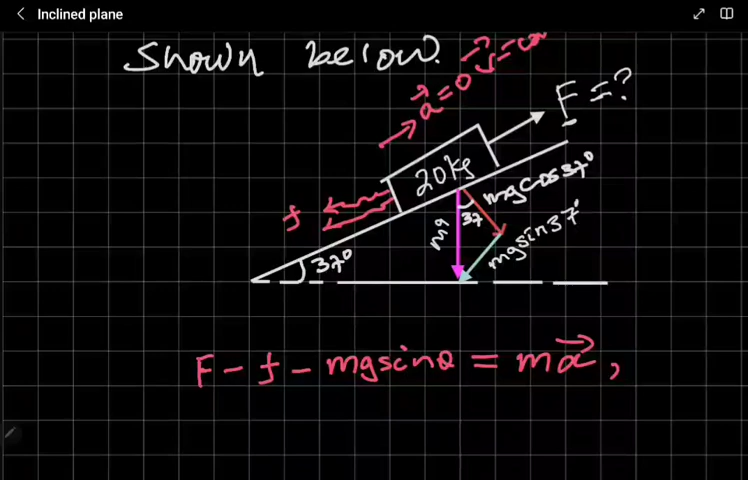 Inclined plane
Shown below.
a=0
F=?
20kg
mgcos37°
f
mg
37
mgsin37°
37°
F - f - mgsinθ = ma,